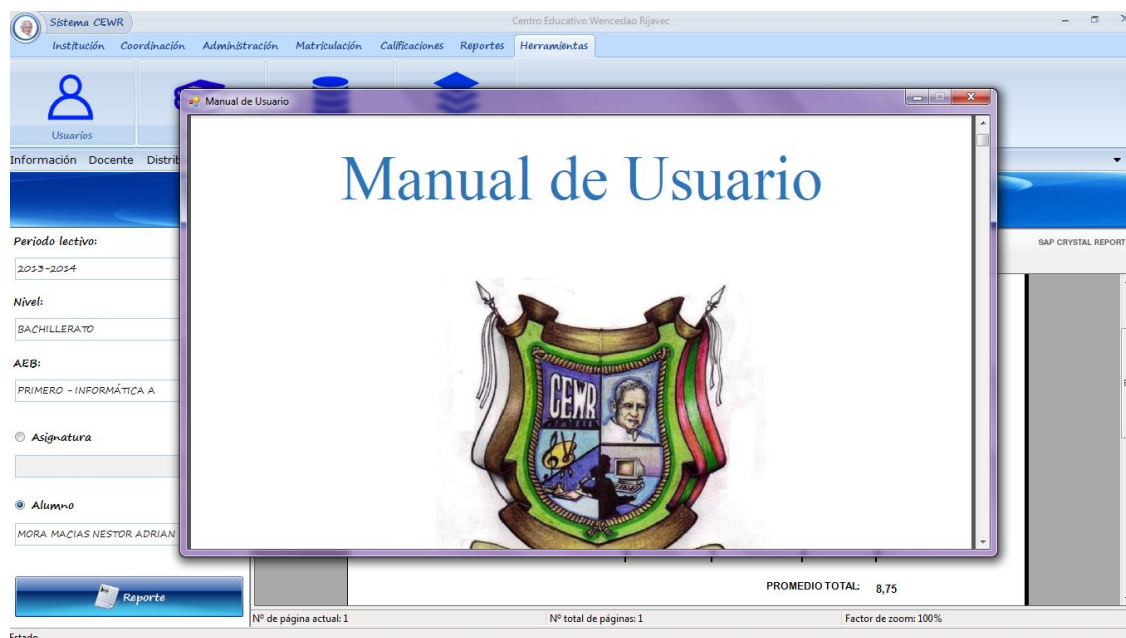 Sistema CEWR
Centro Educativo Wenceslao Rijavec
Institución Coordinación Administración Matriculación Calificaciones Reportes Herramientas
Usuarios
Manual de Usuario
Información Docente Distrib
Manual de Usuario
CEWR
Periodo lectivo:
2013-2014
SAP CRYSTAL REPORT
Nivel:
BACHILLERATO
AEB:
PRIMERO - INFORMÁTICA A
Asignatura
Alumno
MORA MACIAS NESTOR ADRIAN
Reporte
PROMEDIO TOTAL: 8,75
Nº de página actual: 1 Nº total de páginas: 1 Factor de zoom: 100%
Estado